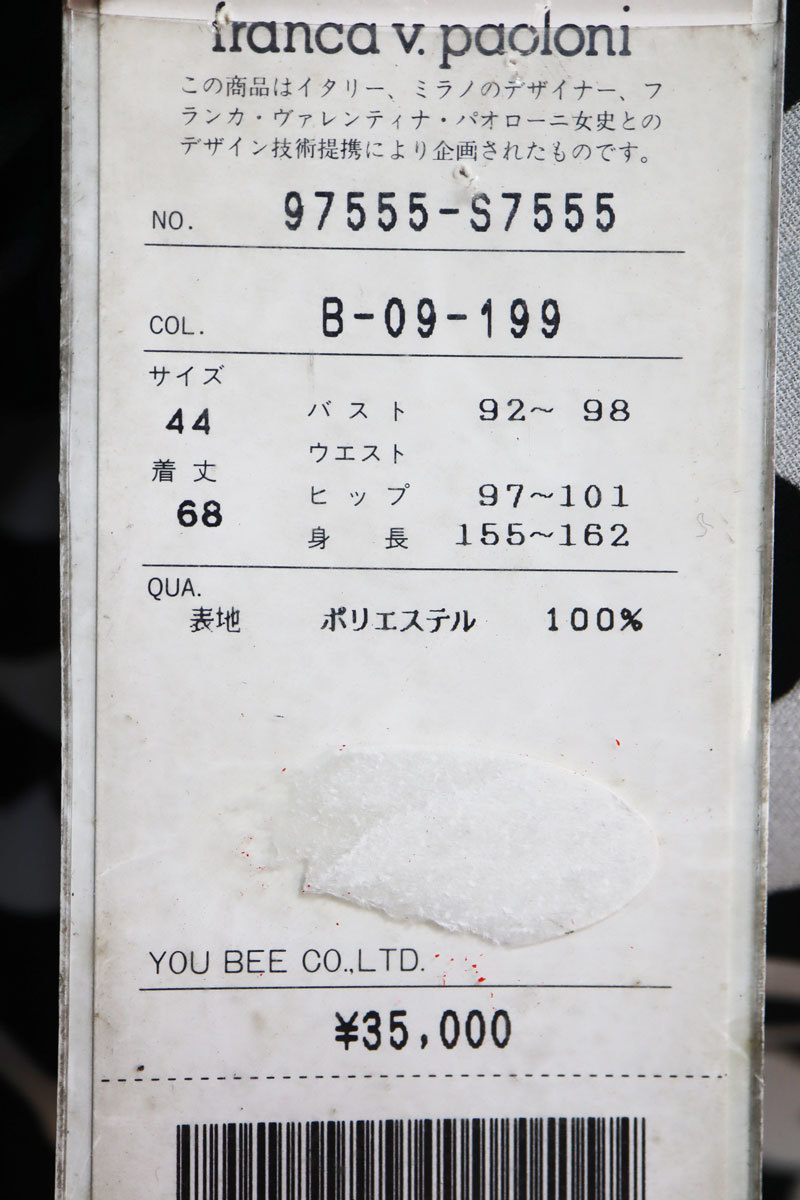 franca v. paoloni
この商品はイタリー、ミラノのデザイナー、フ
ランカ・ヴァレンティナ・パオローニ女史との
デザイン技術提携により企画されたものです。
NO. 97555-S7555
COL. B-09-199
サイズ
44
着丈
68
バスト 92～ 98
ウエスト
ヒップ 97～101
身長 155～162
QUA.
表地 ポリエステル 100%
YOU BEE CO.,LTD.
¥35,000